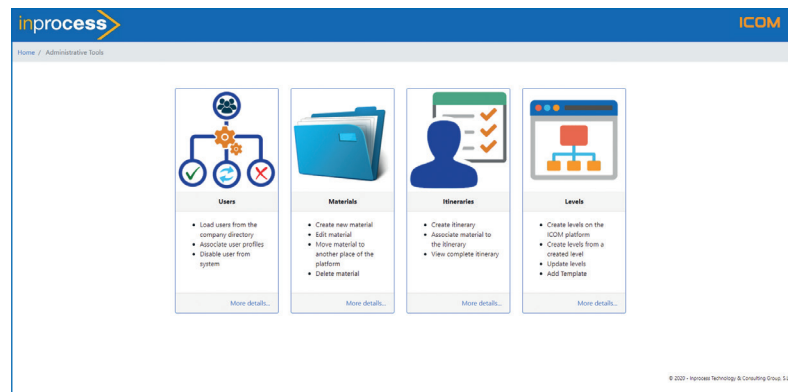 inprocess
ICOM
Home / Administrative Tools
Users
Load users from the
company directory
Associate user profiles
Disable user from
system
More details...
Materials
Create new material
Edit material
Move material to
another place of the
platform
Delete material
More details...
Itineraries
Create itinerary
Associate material to
the itinerary
View complete itinerary
More details...
Levels
Create levels on the
ICOM platform
Create levels from a
created level
Update levels
Add Template
More details...
© 2020 - Inprocess Technology & Consulting Group, S.L